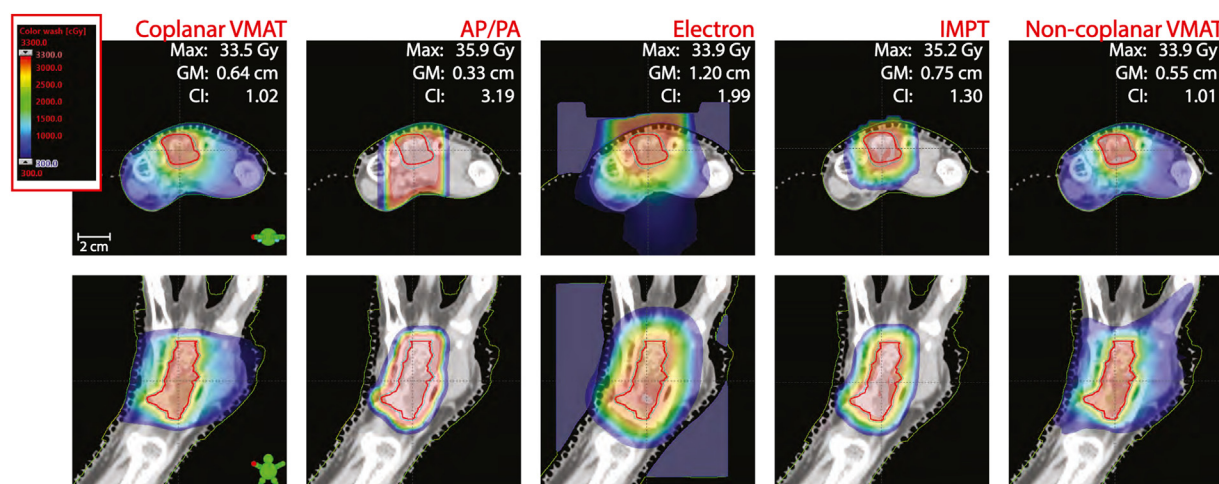 Color wash [cGy]
3300.0
3300.0
3000.0
2500.0
2000.0
1500.0
1000.0
300.0
300.0
Coplanar VMAT
Max: 33.5 Gy
GM: 0.64 cm
CI: 1.02
AP/PA
Max: 35.9 Gy
GM: 0.33 cm
CI: 3.19
Electron
Max: 33.9 Gy
GM: 1.20 cm
CI: 1.99
IMPT
Max: 35.2 Gy
GM: 0.75 cm
CI: 1.30
Non-coplanar VMAT
Max: 33.9 Gy
GM: 0.55 cm
CI: 1.01
2 cm